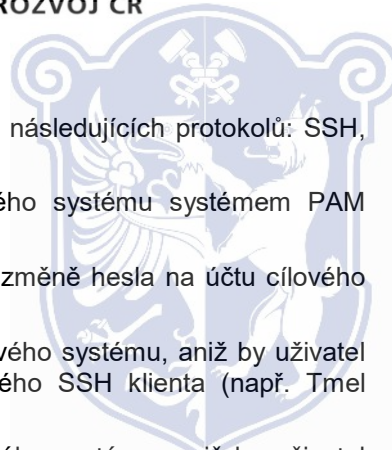 ROZVOJ ČR
následujících protokolů: SSH,
ého systému systémem PAM
změně hesla na účtu cílového
vého systému, aniž by uživatel
ého SSH klienta (např. Tmel